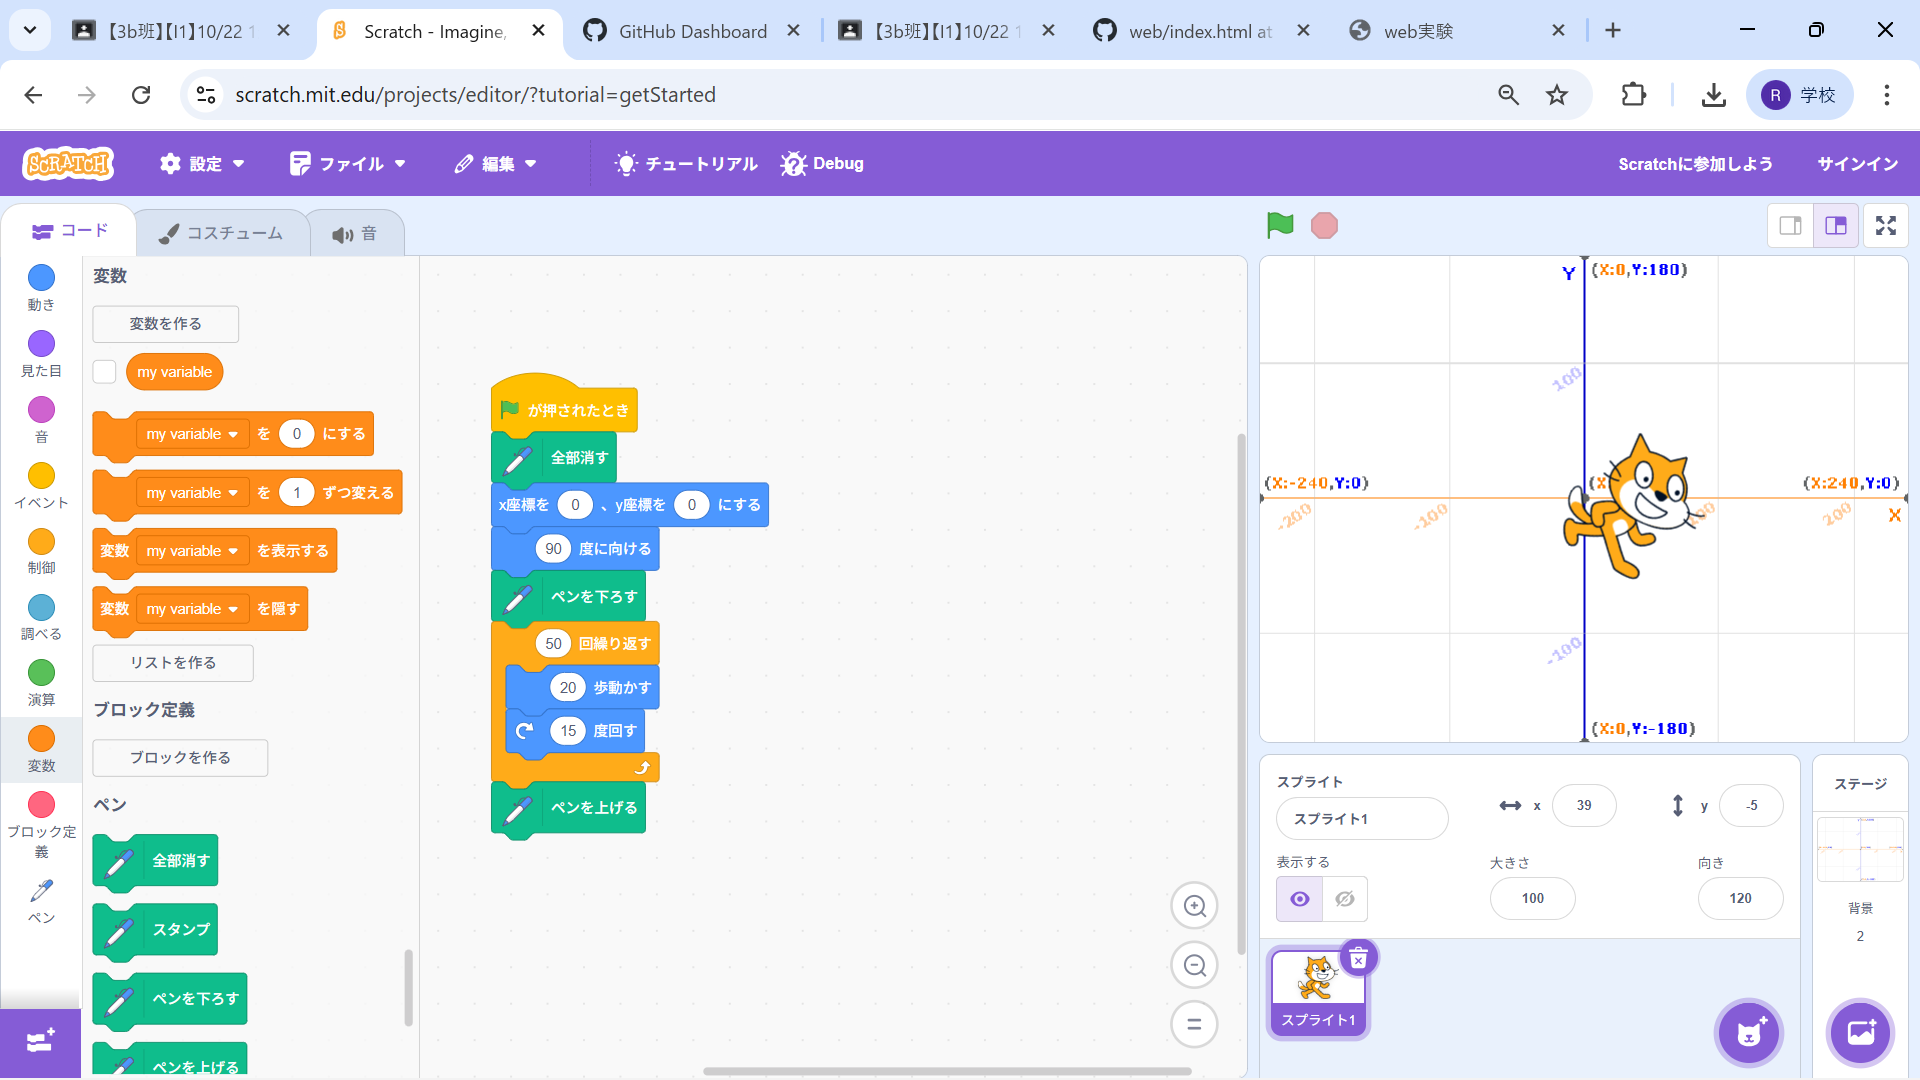 【3b班】【I1】10/22 1
Scratch - Imagine,
GitHub Dashboard
【3b班】【I1】10/22 1
web/index.html at
web実験
scratch.mit.edu/projects/editor/?tutorial=getStarted
R 学校
SCRATCH
設定
ファイル
編集
チュートリアル
Debug
Scratchに参加しよう
サインイン
コード
コスチューム
音
動き
見た目
音
イベント
制御
調べる
演算
変数
ブロック定義
ペン
変数
変数を作る
my variable
my variable を 0 にする
my variable を 1 ずつ変える
変数 my variable を表示する
変数 my variable を隠す
リストを作る
ブロック定義
ブロックを作る
ペン
全部消す
スタンプ
ペンを下ろす
ペンを上げる
が押されたとき
全部消す
x座標を 0 、y座標を 0 にする
90 度に向ける
ペンを下ろす
50 回繰り返す
20 歩動かす
15 度回す
ペンを上げる
Y (X:0,Y:180)
100
(X:-240,Y:0)
(X
(X:240,Y:0)
-200
-100
200
X
-100
(X:0,Y:-180)
スプライト
スプライト1
x 39
y -5
表示する
大きさ
100
向き
120
スプライト1
ステージ
背景
2